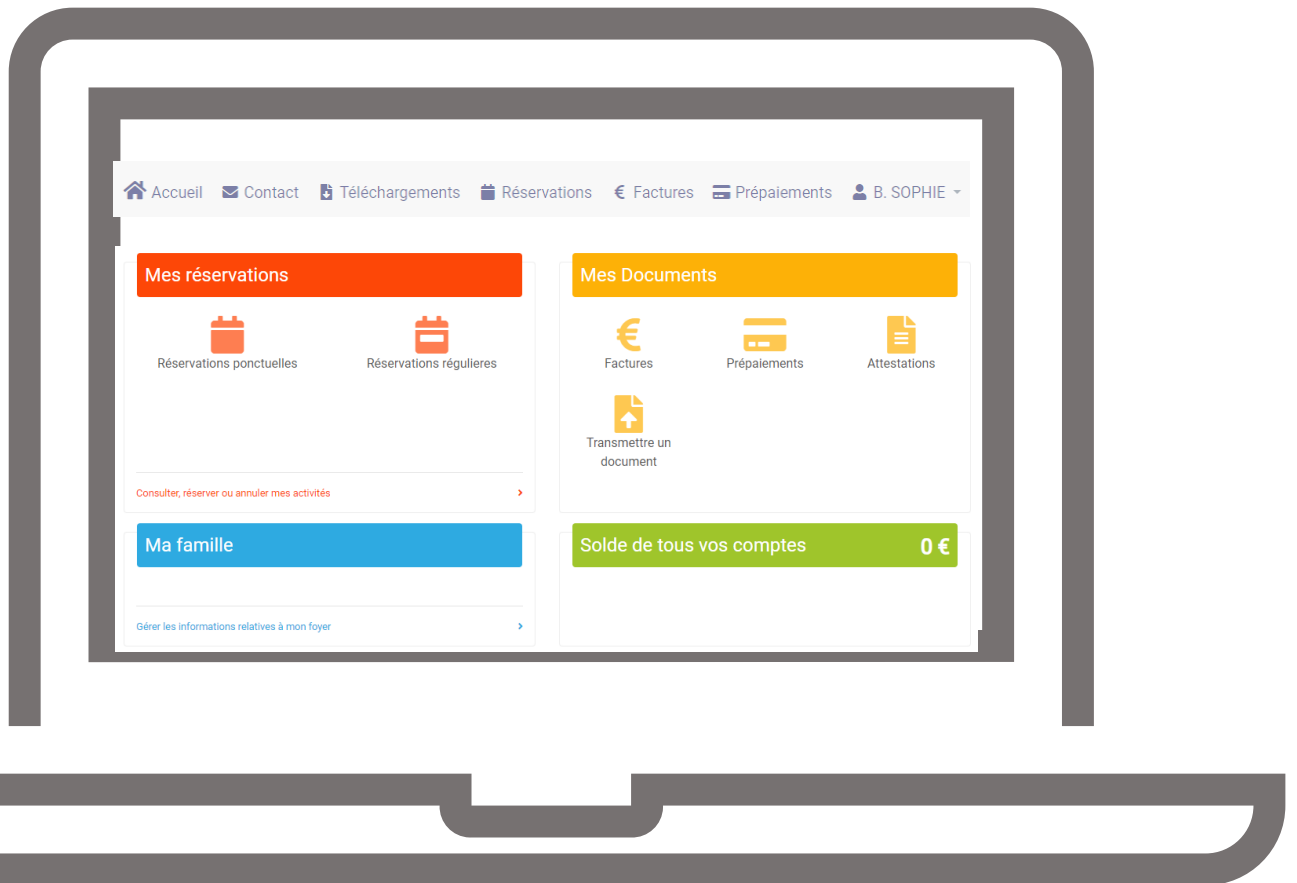 Accueil Contact Téléchargements Réservations € Factures Prépaiements B. SOPHIE
Mes réservations
Réservations ponctuelles Réservations régulieres
Consulter, réserver ou annuler mes activités
Mes Documents
€
Factures Prépaiements Attestations
Transmettre un
document
Ma famille
Gérer les informations relatives à mon foyer
Solde de tous vos comptes 0 €